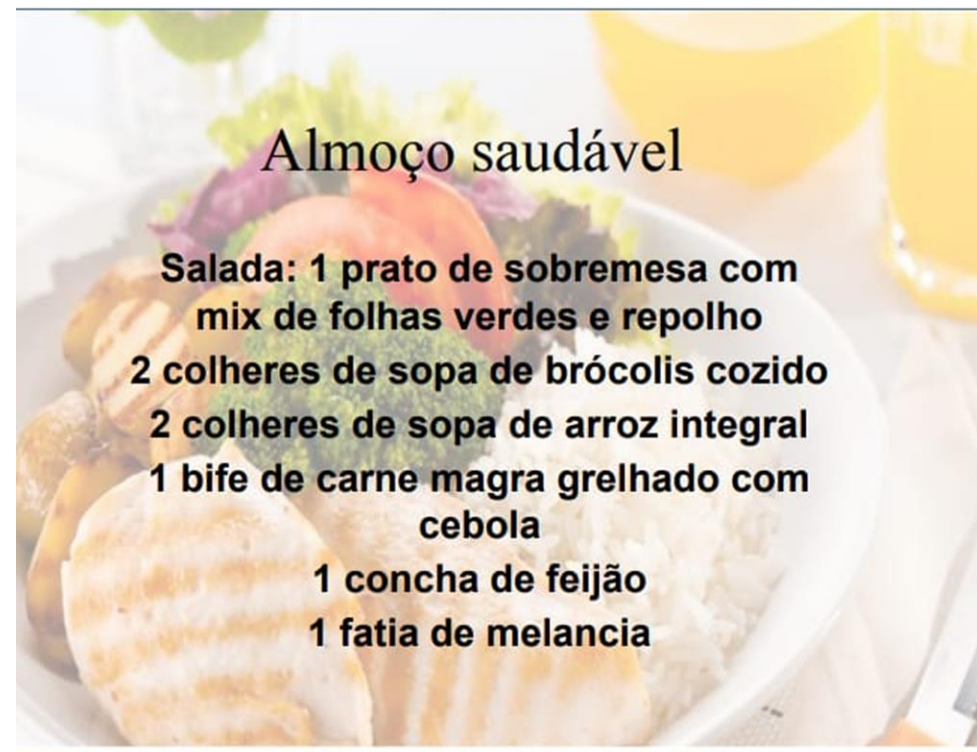 Almoço saudável
Salada: 1 prato de sobremesa com
mix de folhas verdes e repolho
2 colheres de sopa de brócolis cozido
2 colheres de sopa de arroz integral
1 bife de carne magra grelhado com
cebola
1 concha de feijão
1 fatia de melancia